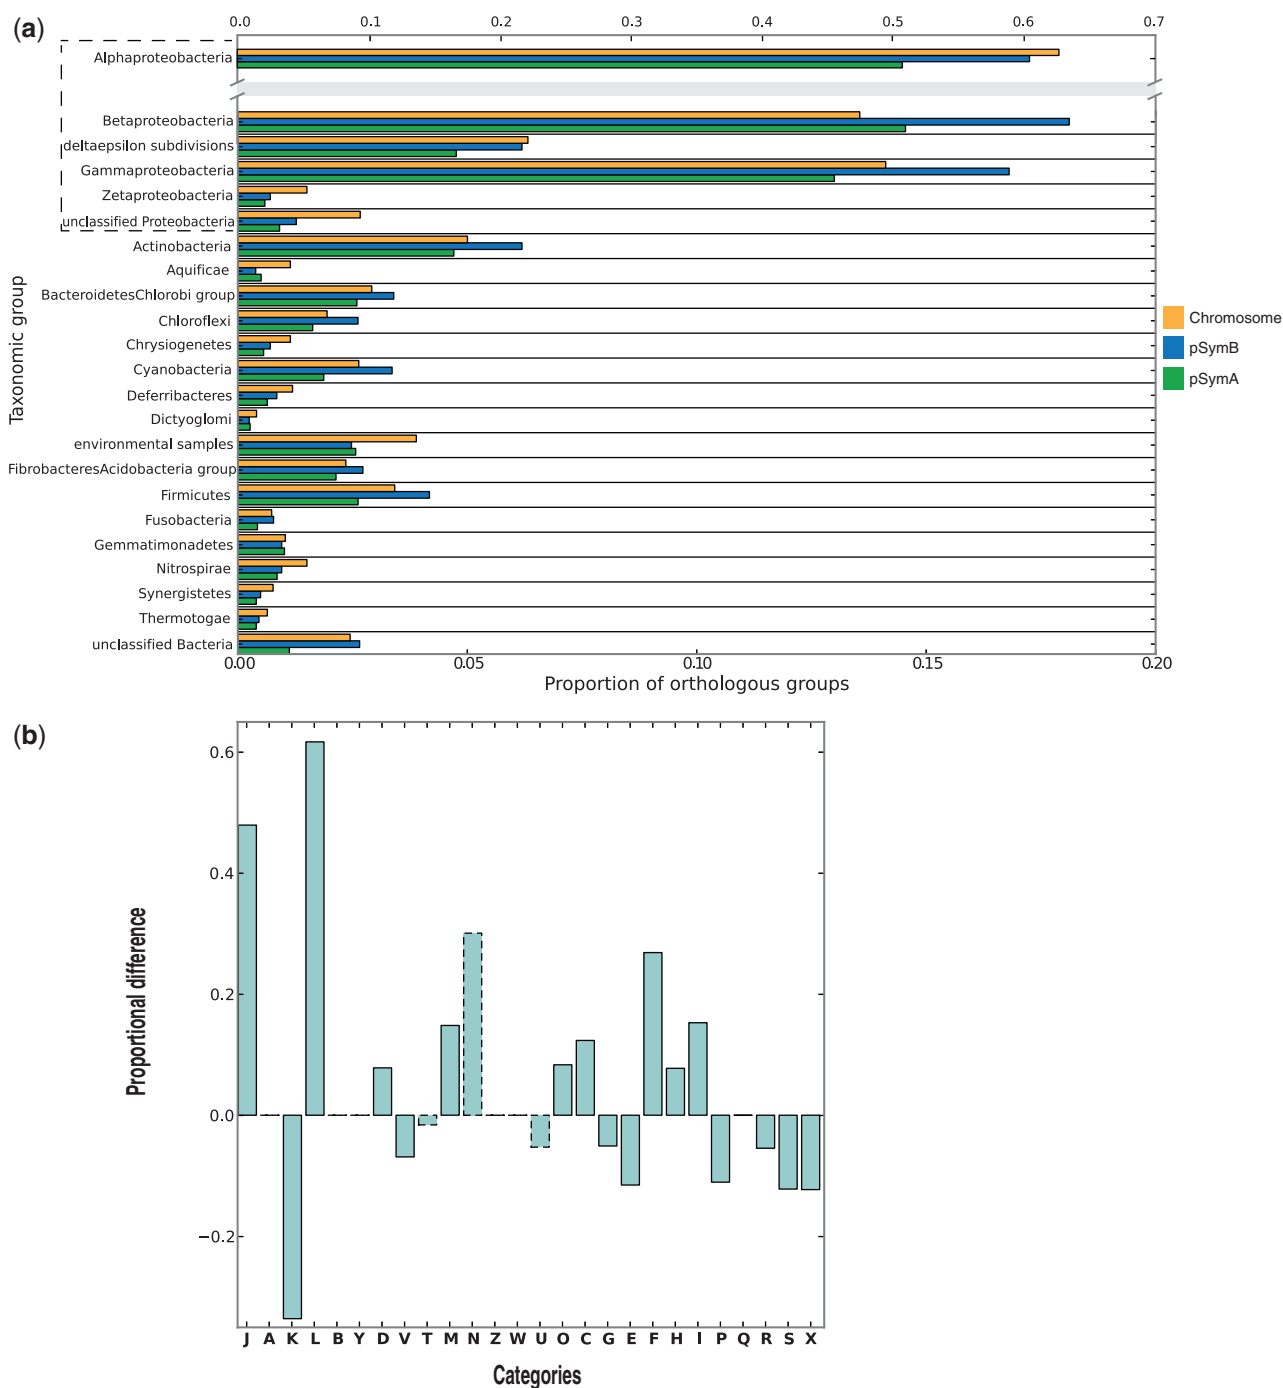 (a)
0.0 0.1 0.2 0.3 0.4 0.5 0.6 0.7
Alphaproteobacteria
Betaproteobacteria
deltaepsilon subdivisions
Gammaproteobacteria
Zetaproteobacteria
unclassified Proteobacteria
Actinobacteria
Aquificae
BacteroidetesChlorobi group
Chloroflexi
Chrysiogenetes
Cyanobacteria
Deferribacteres
Dictyoglomi
environmental samples
FibrobacteresAcidobacteria group
Firmicutes
Fusobacteria
Gemmatimonadetes
Nitrospirae
Synergistetes
Thermotogae
unclassified Bacteria
Taxonomic group
0.00 0.05 0.10 0.15 0.20
Proportion of orthologous groups
Chromosome
pSymB
pSymA
(b)
0.6
0.4
0.2
0.0
−0.2
Proportional difference
J A K L B Y D V T M N Z W U O C G E F H I P Q R S X
Categories